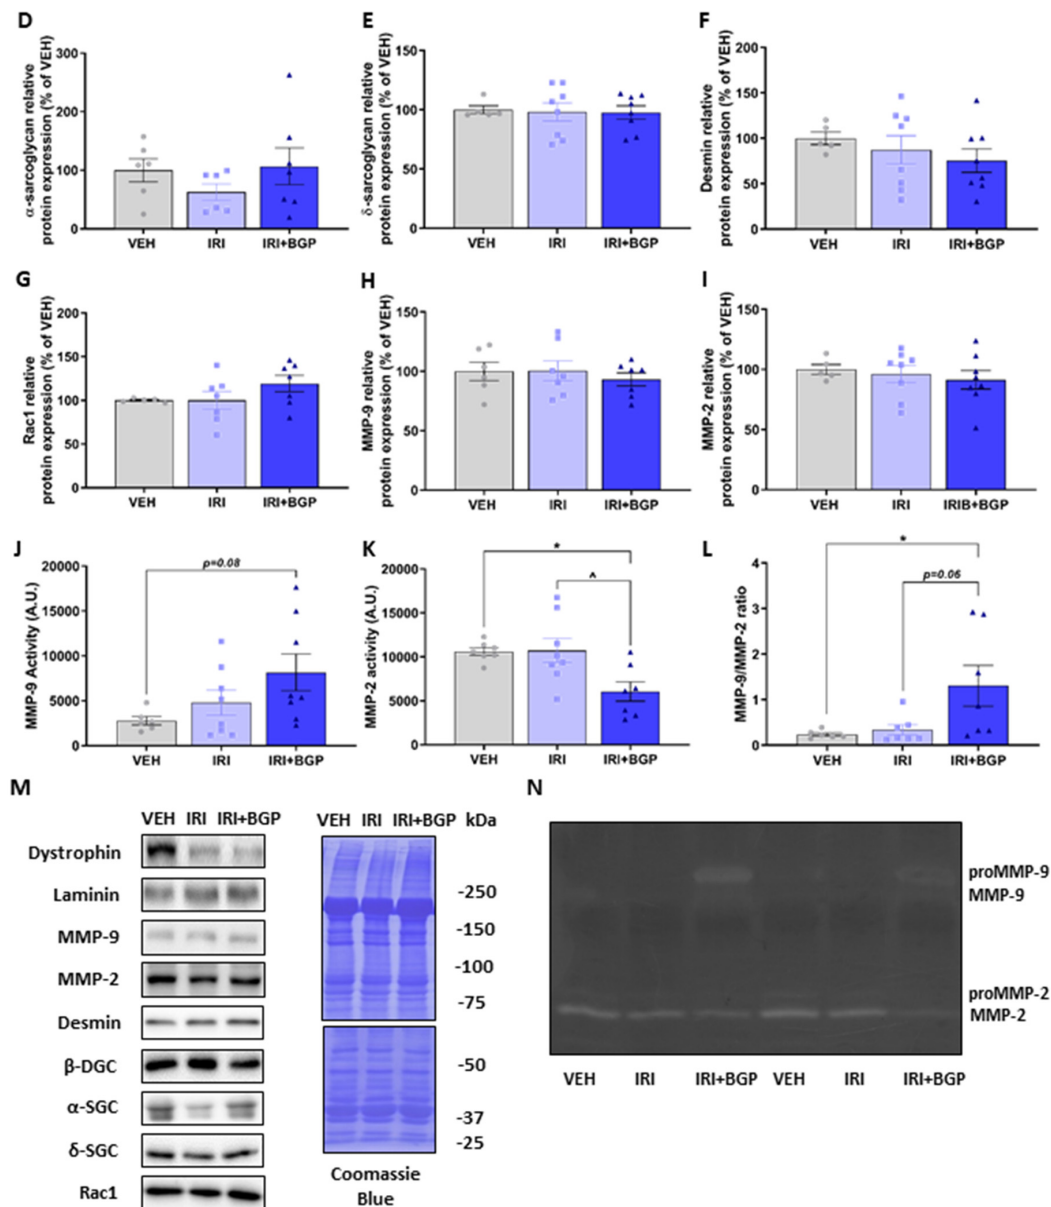 D
α-sarcoglycan relative
protein expression (% of VEH)
300
200
100
0
VEH IRI IRI+BGP
E
δ-sarcoglycan relative
protein expression (% of VEH)
150
100
50
0
VEH IRI IRI+BGP
F
Desmin relative
protein expression (% of VEH)
200
150
100
50
0
VEH IRI IRI+BGP
G
Rac1 relative
protein expression (% of VEH)
200
150
100
50
0
VEH IRI IRI+BGP
H
MMP-9 relative
protein expression (% of VEH)
150
100
50
0
VEH IRI IRI+BGP
I
MMP-2 relative
protein expression (% of VEH)
150
100
50
0
VEH IRI IRIB+BGP
J
MMP-9 Activity (A.U.)
20000
15000
10000
5000
0
p=0.08
VEH IRI IRI+BGP
K
MMP-2 activity (A.U.)
20000
15000
10000
5000
0
*
^
VEH IRI IRI+BGP
L
MMP-9/MMP-2 ratio
4
3
2
1
0
*
p=0.06
VEH IRI IRI+BGP
M
VEH IRI IRI+BGP
Dystrophin
Laminin
MMP-9
MMP-2
Desmin
β-DGC
α-SGC
δ-SGC
Rac1
VEH IRI IRI+BGP kDa
-250
-150
-100
-75
-50
-37
-25
Coomassie
Blue
N
proMMP-9
MMP-9
proMMP-2
MMP-2
VEH IRI IRI+BGP VEH IRI IRI+BGP